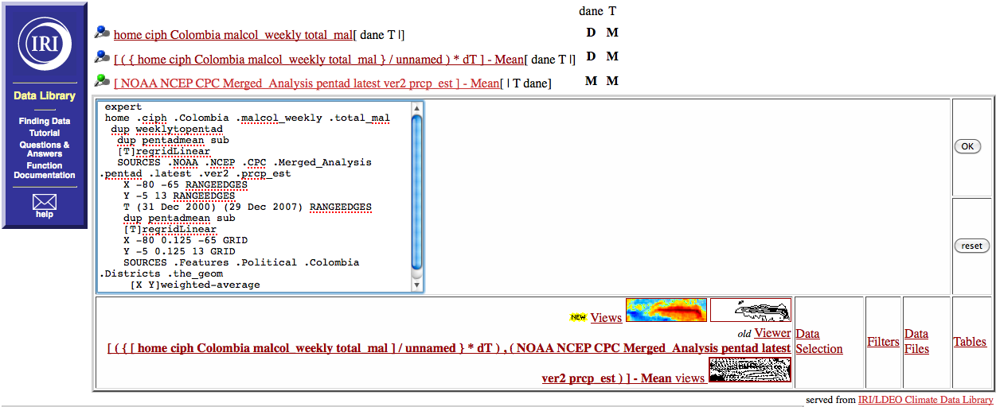 IRI
Data Library
Finding Data
Tutorial
Questions &
Answers
Function
Documentation
help
dane T
home ciph Colombia malcol_weekly total_mal[ dane T |] D M
[ ( { home ciph Colombia malcol_weekly total_mal } / unnamed ) * dT ] - Mean[ dane T |] D M
[ NOAA NCEP CPC Merged_Analysis pentad latest ver2 prcp_est ] - Mean[ | T dane] M M
expert
home .ciph .Colombia .malcol_weekly .total_mal
dup weeklytopentad
dup pentadmean sub
[T]regridLinear
SOURCES .NOAA .NCEP .CPC .Merged_Analysis
.pentad .latest .ver2 .prcp_est
X -80 -65 RANGEEDGES
Y -5 13 RANGEEDGES
T (31 Dec 2000) (29 Dec 2007) RANGEEDGES
dup pentadmean sub
[T]regridLinear
X -80 0.125 -65 GRID
Y -5 0.125 13 GRID
SOURCES .Features .Political .Colombia
.Districts .the_geom
[X Y]weighted-average
OK
reset
NEW Views
old Viewer
[ ( { [ home ciph Colombia malcol_weekly total_mal ] / unnamed } * dT ) , ( NOAA NCEP CPC Merged_Analysis pentad latest
ver2 prcp_est ) ] - Mean views
Data
Selection
Filters
Data
Files
Tables
served from IRI/LDEO Climate Data Library